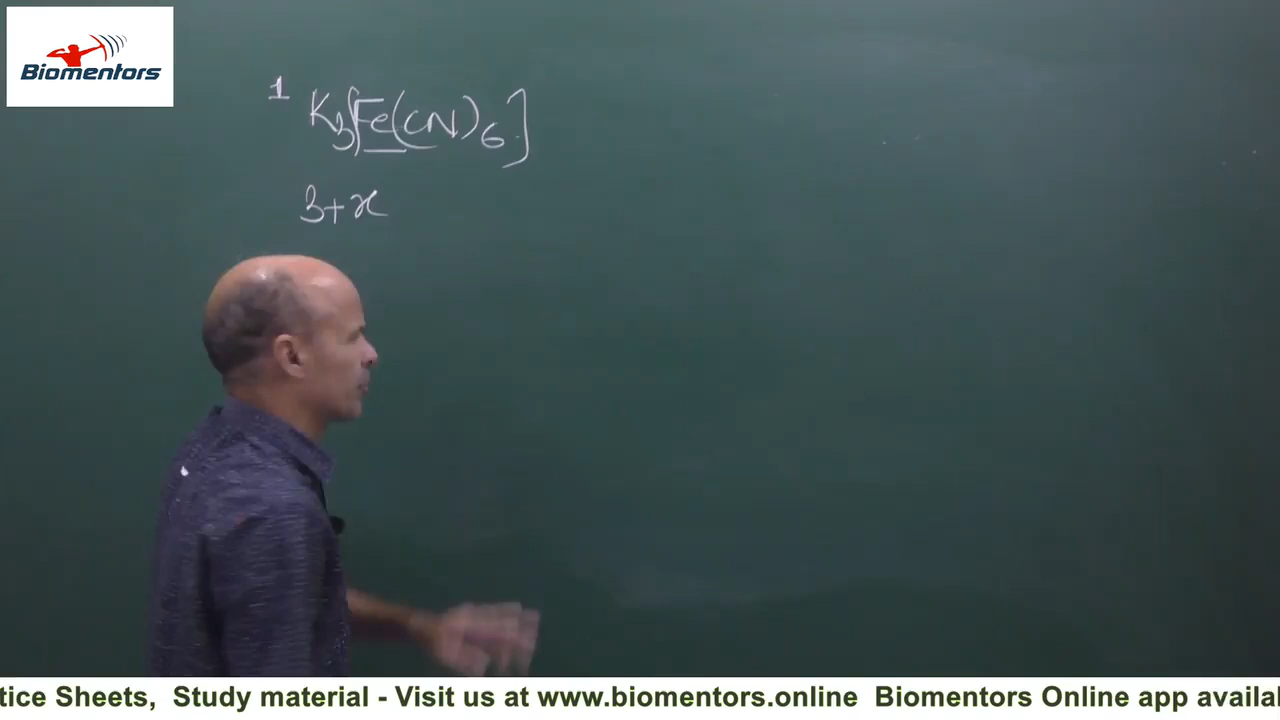 Biomentors
1 K3[Fe(CN)6]
3+x
tice Sheets, Study material - Visit us at www.biomentors.online Biomentors Online app availa